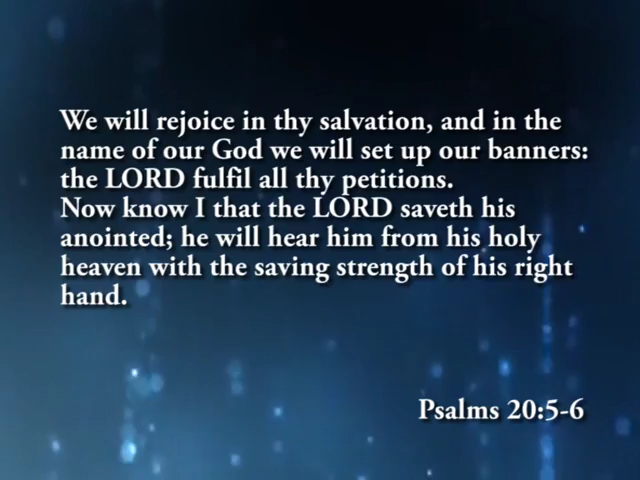 We will rejoice in thy salvation, and in the
name of our God we will set up our banners:
the LORD fulfil all thy petitions.
Now know I that the LORD saveth his
anointed; he will hear him from his holy
heaven with the saving strength of his right
hand.
Psalms 20:5-6